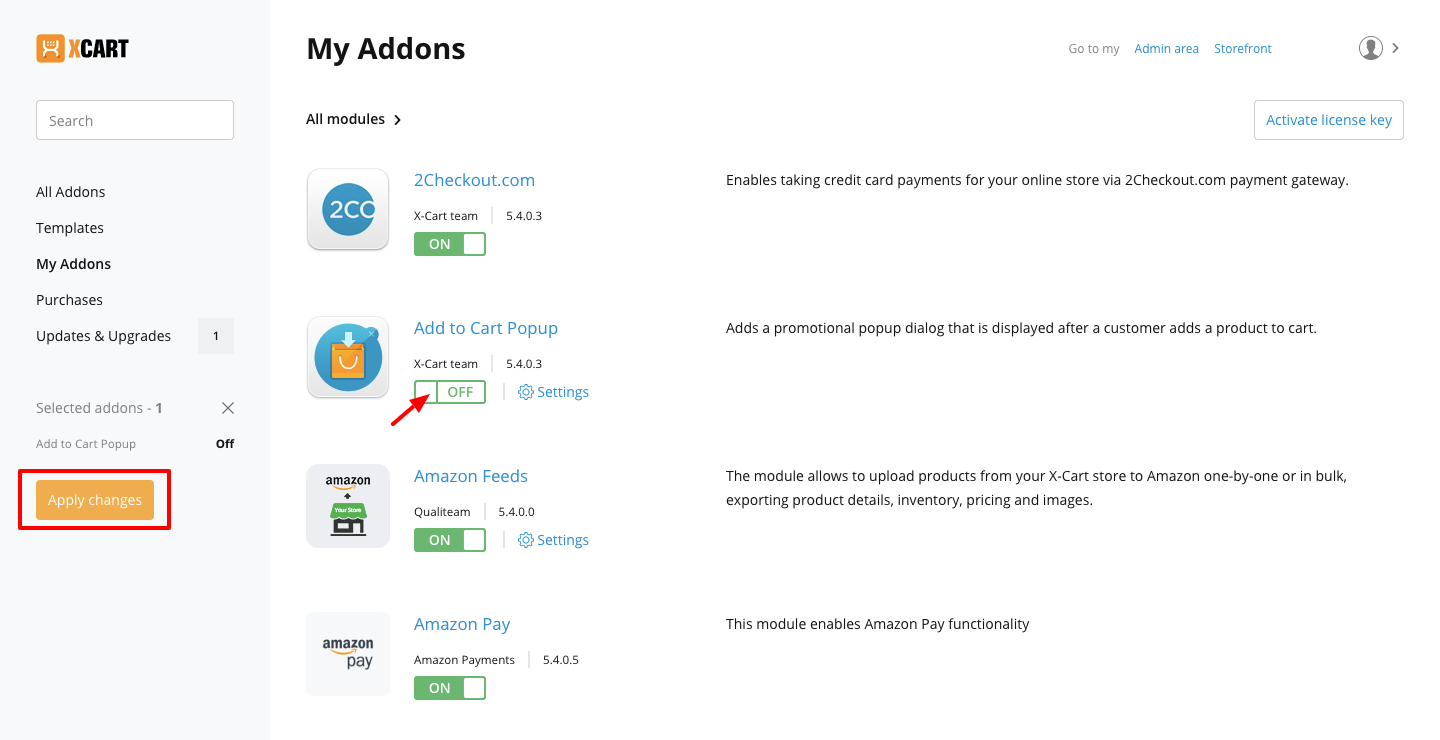 XCART
Search
All Addons
Templates
My Addons
Purchases
Updates & Upgrades 1
Selected addons - 1
Add to Cart Popup Off
Apply changes
My Addons
Go to my Admin area Storefront
All modules
Activate license key
2CO
2Checkout.com
X-Cart team 5.4.0.3
ON
Enables taking credit card payments for your online store via 2Checkout.com payment gateway.
Add to Cart Popup
X-Cart team 5.4.0.3
OFF Settings
Adds a promotional popup dialog that is displayed after a customer adds a product to cart.
amazon
Your Store
Amazon Feeds
Qualiteam 5.4.0.0
ON Settings
The module allows to upload products from your X-Cart store to Amazon one-by-one or in bulk,
exporting product details, inventory, pricing and images.
amazon
pay
Amazon Pay
Amazon Payments 5.4.0.5
ON
This module enables Amazon Pay functionality